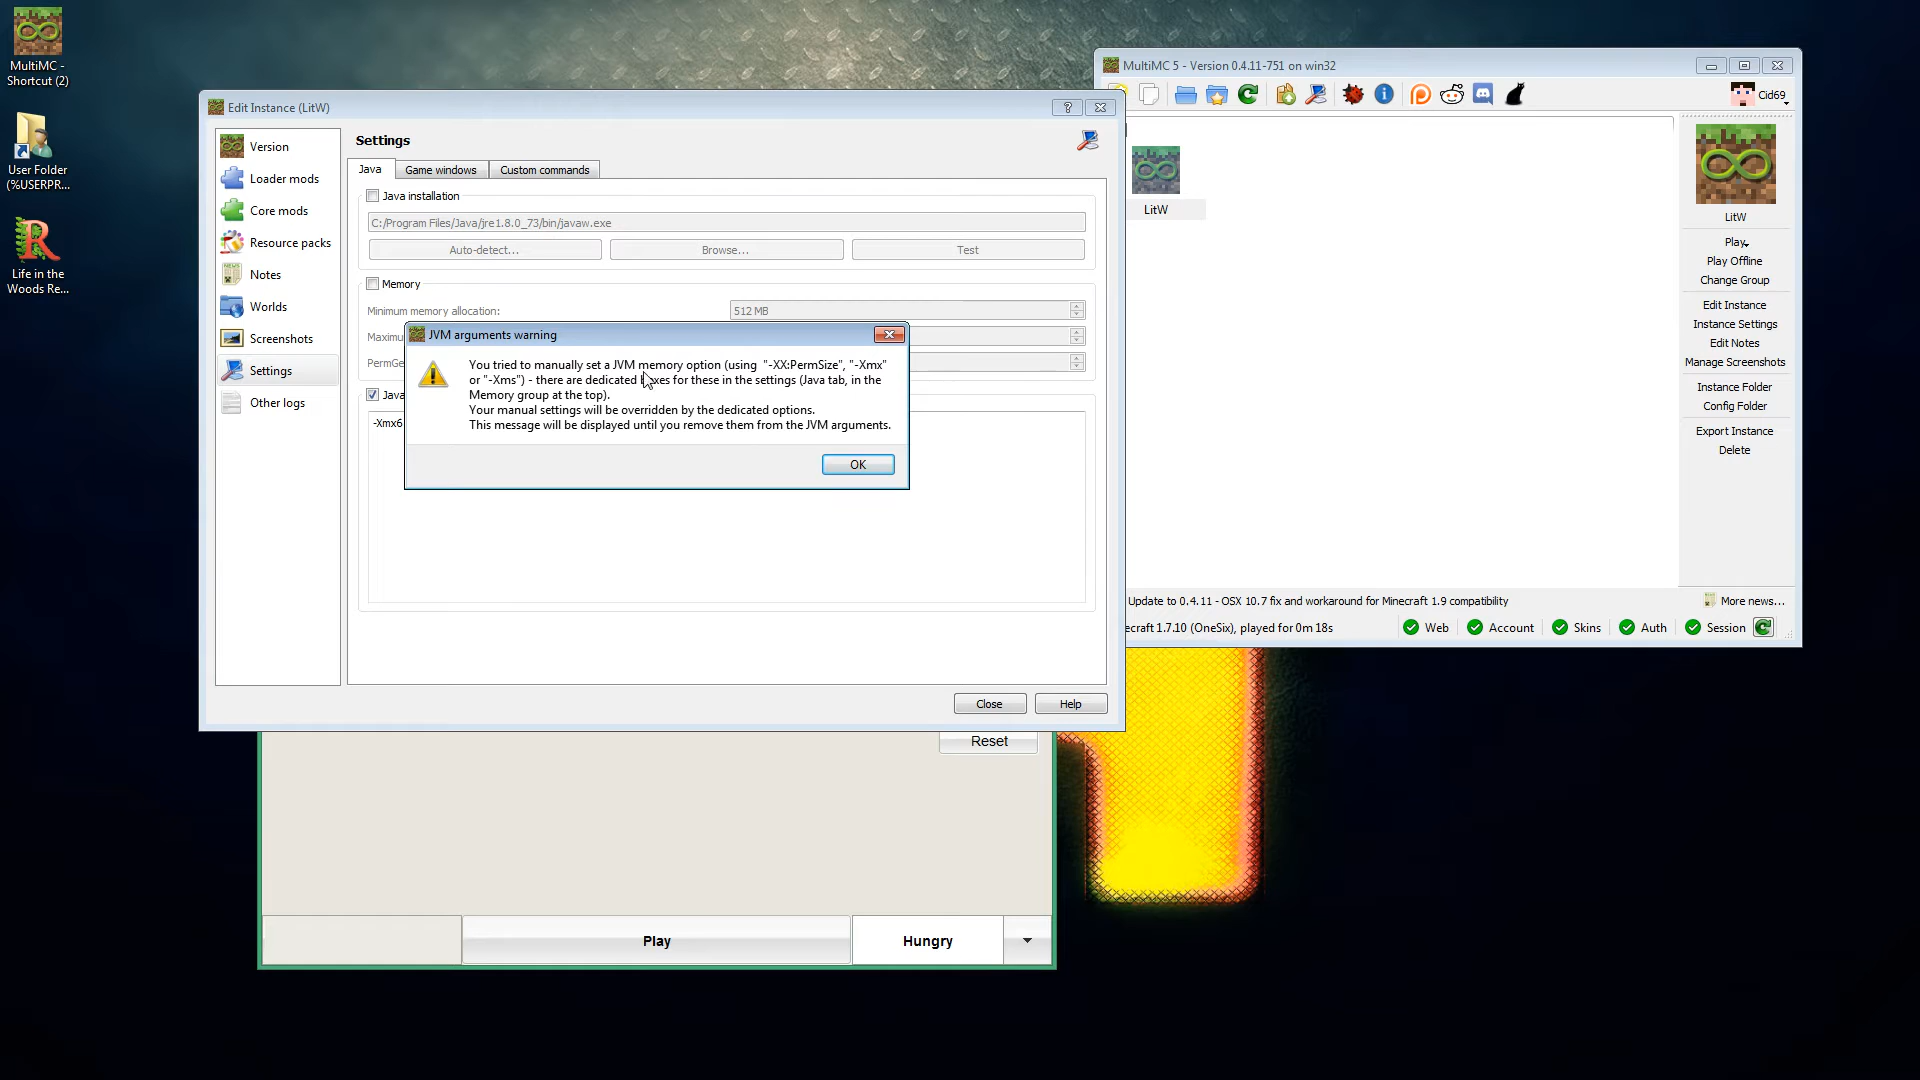 MultiMC -
Shortcut (2)
User Folder
(%USERPR...
Life in the
Woods Re...
Edit Instance (LitW)
?
Version
Loader mods
Core mods
Resource packs
Notes
Worlds
Screenshots
Settings
Other logs
Settings
Java
Game windows
Custom commands
Java installation
C:/Program Files/Java/jre1.8.0_73/bin/javaw.exe
Auto-detect...
Browse...
Test
Memory
Minimum memory allocation:
512 MB
Maximu
PermGe
Java
-Xmx6
JVM arguments warning
You tried to manually set a JVM memory option (using "-XX:PermSize", "-Xmx"
or "-Xms") - there are dedicated boxes for these in the settings (Java tab, in the
Memory group at the top).
Your manual settings will be overridden by the dedicated options.
This message will be displayed until you remove them from the JVM arguments.
OK
Close
Help
Reset
Play
Hungry
MultiMC 5 - Version 0.4.11-751 on win32
Cid69
LitW
LitW
Play
Play Offline
Change Group
Edit Instance
Instance Settings
Edit Notes
Manage Screenshots
Instance Folder
Config Folder
Export Instance
Delete
Update to 0.4.11 - OSX 10.7 fix and workaround for Minecraft 1.9 compatibility
More news...
ecraft 1.7.10 (OneSix), played for 0m 18s
Web
Account
Skins
Auth
Session